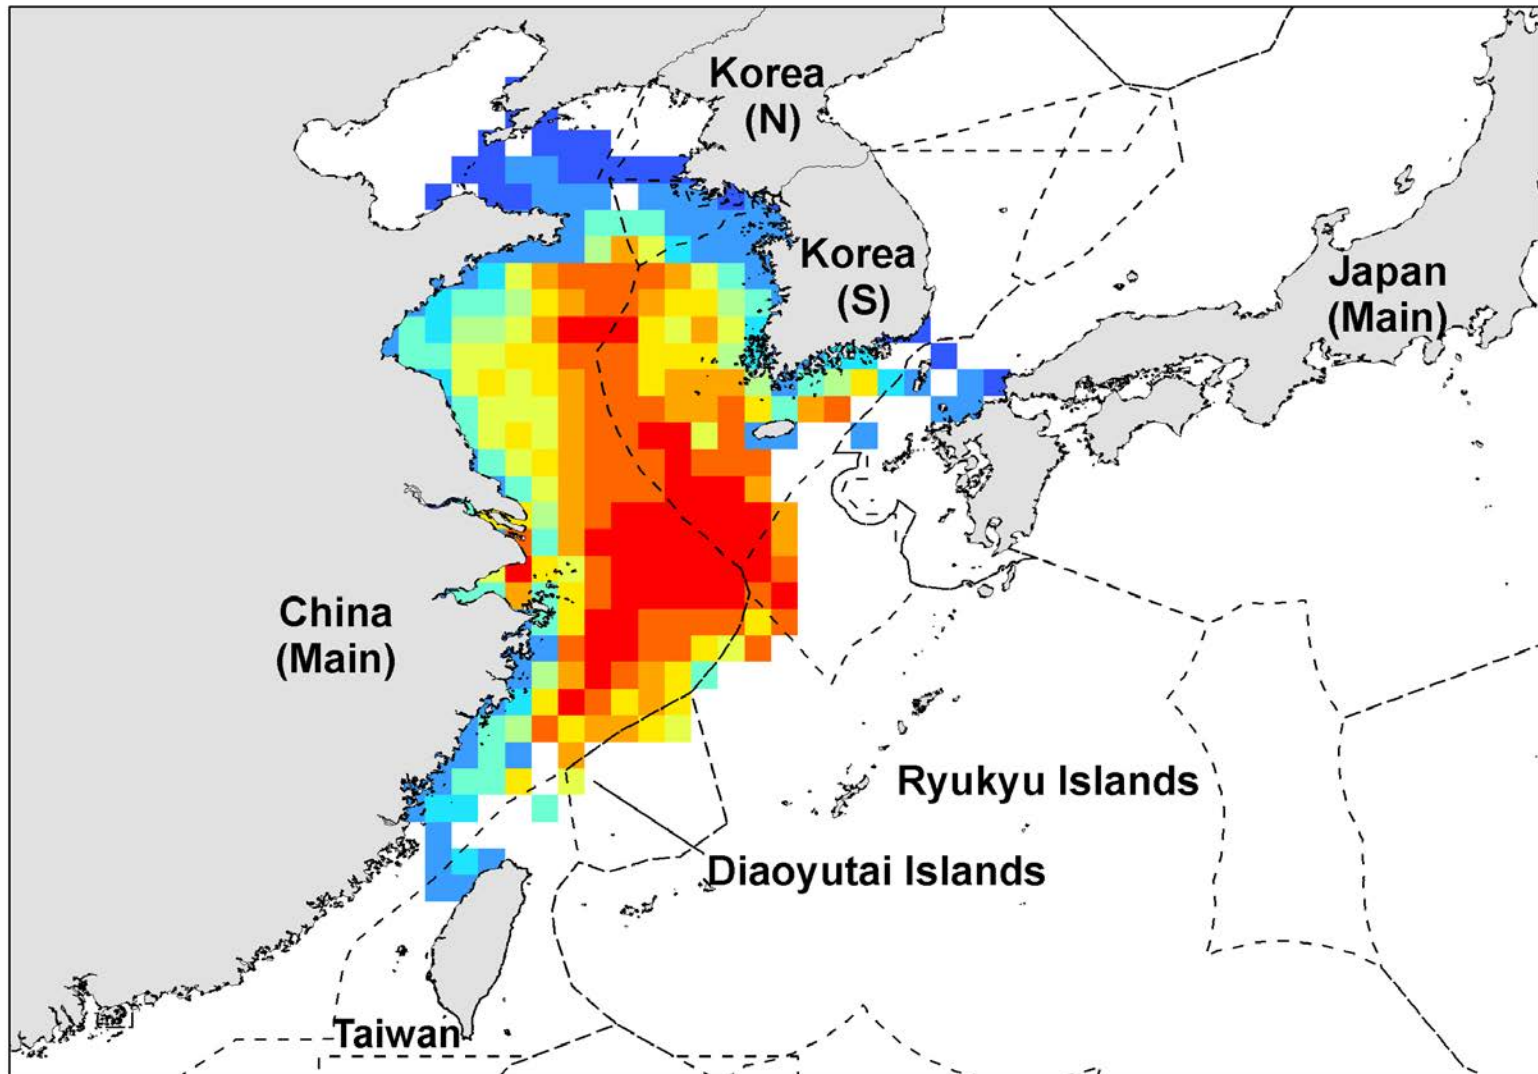 Korea
(N)
Korea
(S)
Japan
(Main)
China
(Main)
Ryukyu Islands
Diaoyutai Islands
Taiwan